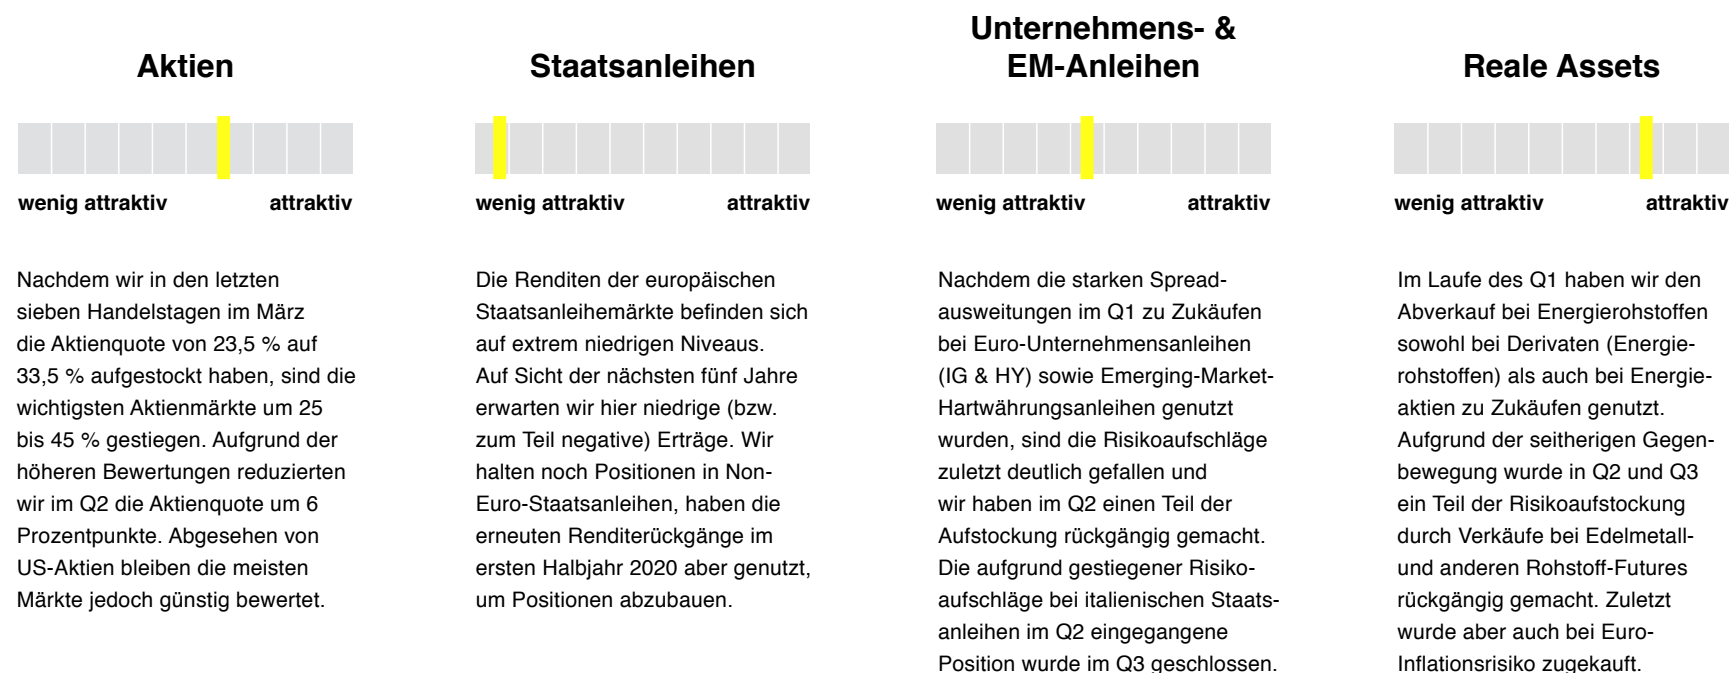 Aktien
wenig attraktiv attraktiv
Nachdem wir in den letzten
sieben Handelstagen im März
die Aktienquote von 23,5 % auf
33,5 % aufgestockt haben, sind die
wichtigsten Aktienmärkte um 25
bis 45 % gestiegen. Aufgrund der
höheren Bewertungen reduzierten
wir im Q2 die Aktienquote um 6
Prozentpunkte. Abgesehen von
US-Aktien bleiben die meisten
Märkte jedoch günstig bewertet.
Staatsanleihen
wenig attraktiv attraktiv
Die Renditen der europäischen
Staatsanleihemärkte befinden sich
auf extrem niedrigen Niveaus.
Auf Sicht der nächsten fünf Jahre
erwarten wir hier niedrige (bzw.
zum Teil negative) Erträge. Wir
halten noch Positionen in Non-
Euro-Staatsanleihen, haben die
erneuten Renditerückgänge im
ersten Halbjahr 2020 aber genutzt,
um Positionen abzubauen.
Unternehmens- &
EM-Anleihen
wenig attraktiv attraktiv
Nachdem die starken Spread-
ausweitungen im Q1 zu Zukäufen
bei Euro-Unternehmensanleihen
(IG & HY) sowie Emerging-Market-
Hartwährungsanleihen genutzt
wurden, sind die Risikoaufschläge
zuletzt deutlich gefallen und
wir haben im Q2 einen Teil der
Aufstockung rückgängig gemacht.
Die aufgrund gestiegener Risiko-
aufschläge bei italienischen Staats-
anleihen im Q2 eingegangene
Position wurde im Q3 geschlossen.
Reale Assets
wenig attraktiv attraktiv
Im Laufe des Q1 haben wir den
Abverkauf bei Energierohstoffen
sowohl bei Derivaten (Energie-
rohstoffen) als auch bei Energie-
aktien zu Zukäufen genutzt.
Aufgrund der seitherigen Gegen-
bewegung wurde in Q2 und Q3
ein Teil der Risikoaufstockung
durch Verkäufe bei Edelmetall-
und anderen Rohstoff-Futures
rückgängig gemacht. Zuletzt
wurde aber auch bei Euro-
Inflationsrisiko zugekauft.